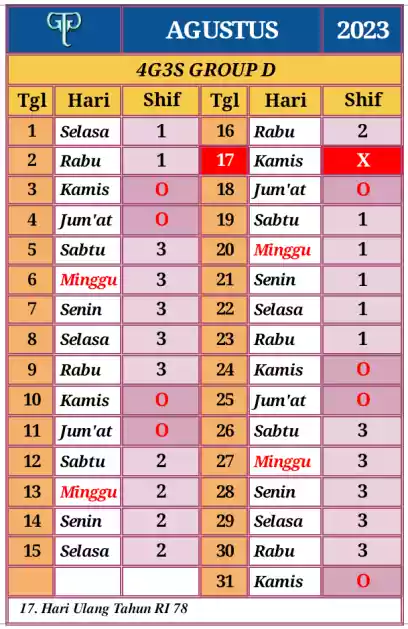 AGUSTUS 2023
4G3S GROUP D
Tgl Hari Shif Tgl Hari Shif
1 Selasa 1 16 Rabu 2
2 Rabu 1 17 Kamis X
3 Kamis O 18 Jum'at O
4 Jum'at O 19 Sabtu 1
5 Sabtu 3 20 Minggu 1
6 Minggu 3 21 Senin 1
7 Senin 3 22 Selasa 1
8 Selasa 3 23 Rabu 1
9 Rabu 3 24 Kamis O
10 Kamis O 25 Jum'at O
11 Jum'at O 26 Sabtu 3
12 Sabtu 2 27 Minggu 3
13 Minggu 2 28 Senin 3
14 Senin 2 29 Selasa 3
15 Selasa 2 30 Rabu 3
31 Kamis O
17. Hari Ulang Tahun RI 78